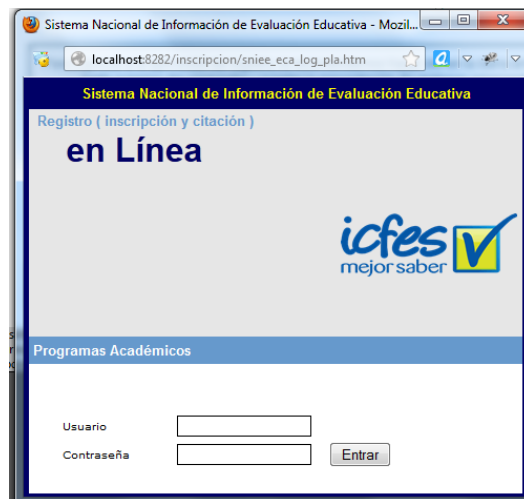 Sistema Nacional de Información de Evaluación Educativa - Mozil...
localhost:8282/inscripcion/sniee_eca_log_pla.htm
Sistema Nacional de Información de Evaluación Educativa
Registro ( inscripción y citación )
en Línea
icfes
mejor saber
Programas Académicos
Usuario
Contraseña
Entrar